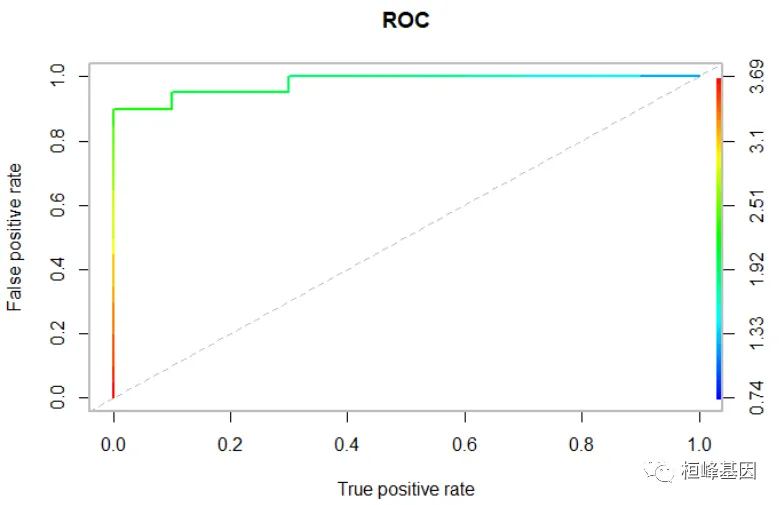 ROC
False positive rate
1.0
0.8
0.6
0.4
0.2
0.0
3.69
3.1
2.51
1.92
1.33
0.74
0.0 0.2 0.4 0.6 0.8 1.0
True positive rate
桓峰基因